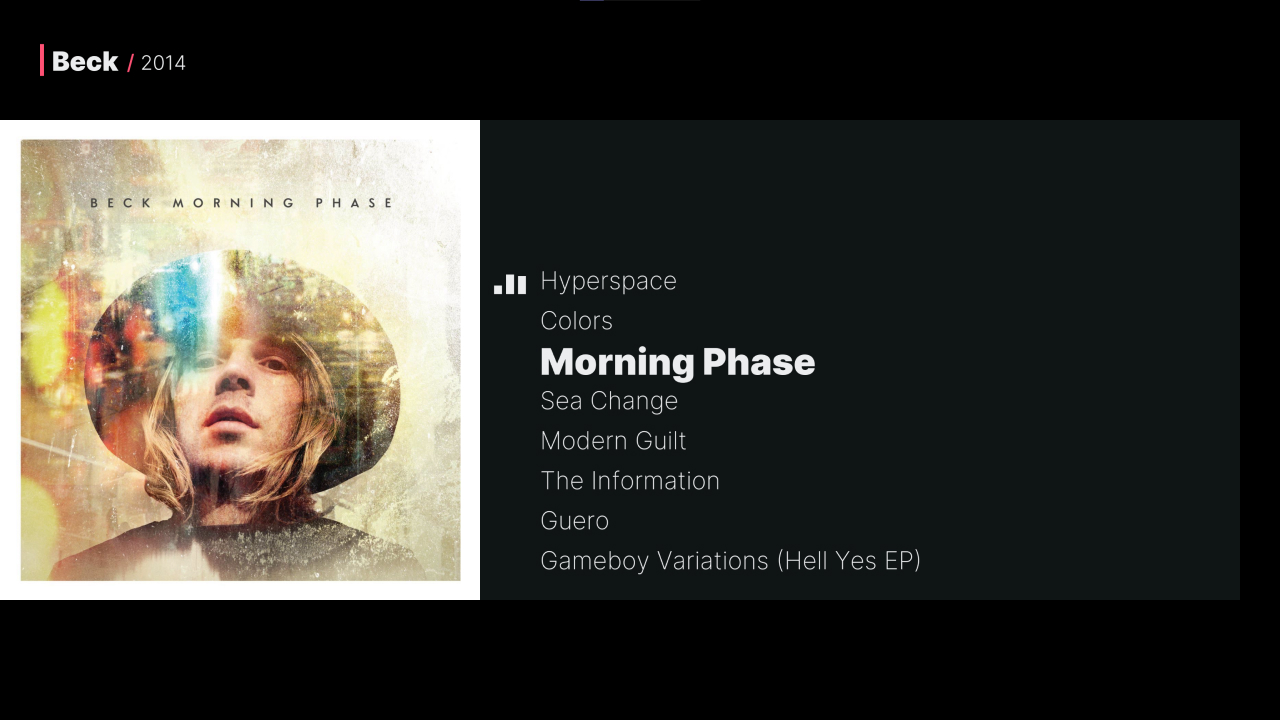 Beck / 2014
BECK MORNING PHASE
Hyperspace
Colors
Morning Phase
Sea Change
Modern Guilt
The Information
Guero
Gameboy Variations (Hell Yes EP)